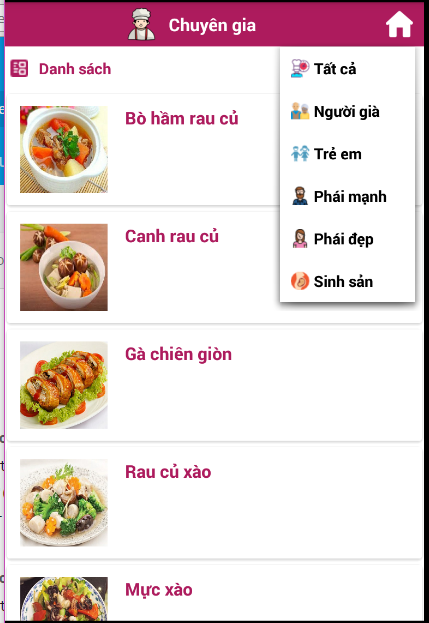 Chuyên gia
Danh sách
Tất cả
Người già
Trẻ em
Phái mạnh
Phái đẹp
Sinh sản
Bò hầm rau củ
Canh rau củ
Gà chiên giòn
Rau củ xào
Mực xào